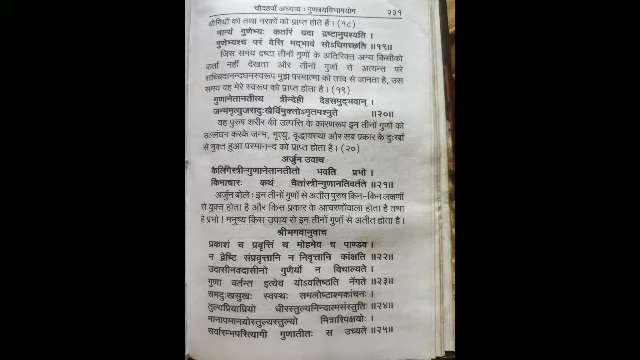 चौदहवाँ अध्याय : गुणत्रयविभागयोग २३१
योनियों को तथा नरकों को प्राप्त होते हैं । (१८)
नान्यं गुणेभ्यः कर्तारं यदा द्रष्टानुपश्यति ।
गुणेभ्यश्च परं वेत्ति मद्भावं सोऽधिगच्छति ॥१९॥
जिस समय द्रष्टा तीनों गुणों के अतिरिक्त अन्य किसीको
कर्ता नहीं देखता और तीनों गुणों से अत्यन्त परे
सच्चिदानन्दघनस्वरूप मुझ परमात्मा को तत्त्व से जानता है, उस
समय वह मेरे स्वरूप को प्राप्त होता है । (१९)
गुणानेतानतीत्य त्रीन्देही देहसमुद्भवान् ।
जन्ममृत्युजरादुःखैर्विमुक्तोऽमृतमश्नुते ॥२०॥
यह पुरुष शरीर की उत्पत्ति के कारणरूप इन तीनों गुणों को
उल्लंघन करके जन्म, मृत्यु, वृद्धावस्था और सब प्रकार के दुःखों
से मुक्त हुआ परमानन्द को प्राप्त होता है । (२०)
अर्जुन उवाच
कैर्लिंगैस्त्रीन्गुणानेतानतीतो भवति प्रभो ।
किमाचारः कथं चैतांस्त्रीन्गुणानतिवर्तते ॥२१॥
अर्जुन बोले : इन तीनों गुणों से अतीत पुरुष किन-किन लक्षणों
से युक्त होता है और किस प्रकार के आचरणोंवाला होता है तथा
हे प्रभो ! मनुष्य किस उपाय से इन तीनों गुणों से अतीत होता है ।
श्रीभगवानुवाच
प्रकाशं च प्रवृत्तिं च मोहमेव च पाण्डव ।
न द्वेष्टि संप्रवृत्तानि न निवृत्तानि कांक्षति ॥२२॥
उदासीनवदासीनो गुणैर्यो न विचाल्यते ।
गुणा वर्तन्त इत्येव योऽवतिष्ठति नेंगते ॥२३॥
समदुःखसुखः स्वस्थः समलोष्टाश्मकांचनः ।
तुल्यप्रियाप्रियो धीरस्तुल्यनिन्दात्मसंस्तुतिः ॥२४॥
मानापमानयोस्तुल्यस्तुल्यो मित्रारिपक्षयोः ।
सर्वारम्भपरित्यागी गुणातीतः स उच्यते ॥२५॥